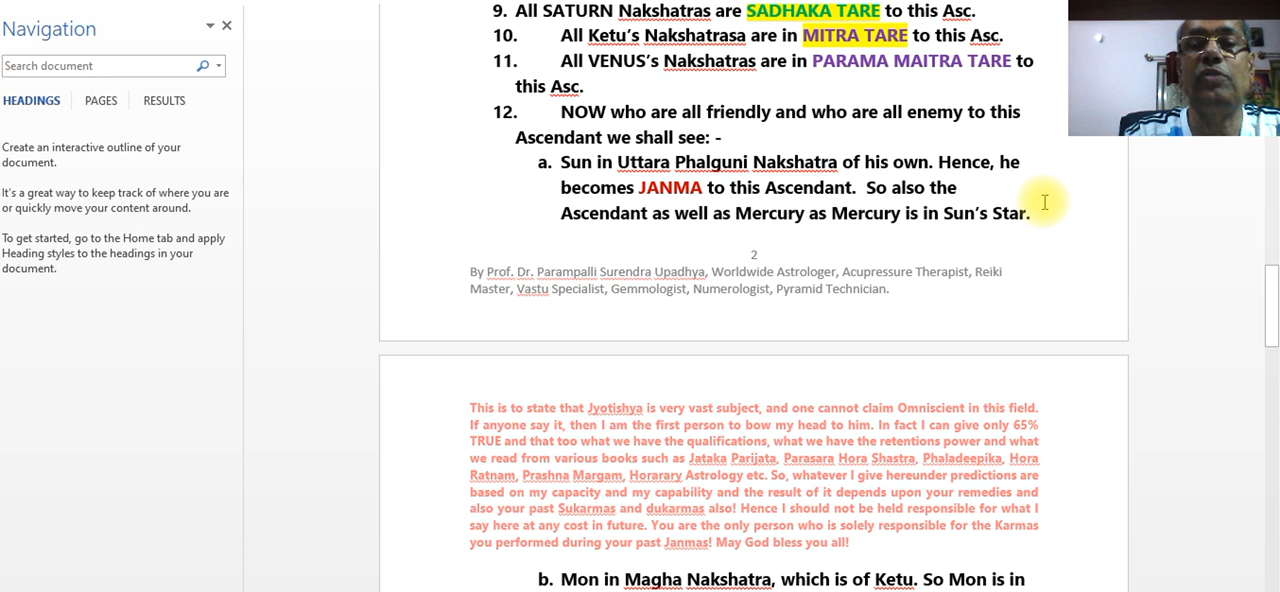 Navigation
Search document
HEADINGS PAGES RESULTS
Create an interactive outline of your
document.
It's a great way to keep track of where you are
or quickly move your content around.
To get started, go to the Home tab and apply
Heading styles to the headings in your
document.
9. All SATURN Nakshatras are SADHAKA TARE to this Asc.
10. All Ketu's Nakshatrasa are in MITRA TARE to this Asc.
11. All VENUS's Nakshatras are in PARAMA MAITRA TARE to
this Asc.
12. NOW who are all friendly and who are all enemy to this
Ascendant we shall see: -
a. Sun in Uttara Phalguni Nakshatra of his own. Hence, he
becomes JANMA to this Ascendant. So also the
Ascendant as well as Mercury as Mercury is in Sun's Star.
2
By Prof. Dr. Parampalli Surendra Upadhya, Worldwide Astrologer, Acupressure Therapist, Reiki
Master, Vastu Specialist, Gemmologist, Numerologist, Pyramid Technician.
This is to state that Jyotishya is very vast subject, and one cannot claim Omniscient in this field.
If anyone say it, then I am the first person to bow my head to him. In fact I can give only 65%
TRUE and that too what we have the qualifications, what we have the retentions power and what
we read from various books such as Jataka Parijata, Parasara Hora Shastra, Phaladeepika, Hora
Ratnam, Prashna Margam, Horarary Astrology etc. So, whatever I give hereunder predictions are
based on my capacity and my capability and the result of it depends upon your remedies and
also your past Sukarmas and dukarmas also! Hence I should not be held responsible for what I
say here at any cost in future. You are the only person who is solely responsible for the Karmas
you performed during your past Janmas! May God bless you all!
b. Mon in Magha Nakshatra, which is of Ketu. So Mon is in